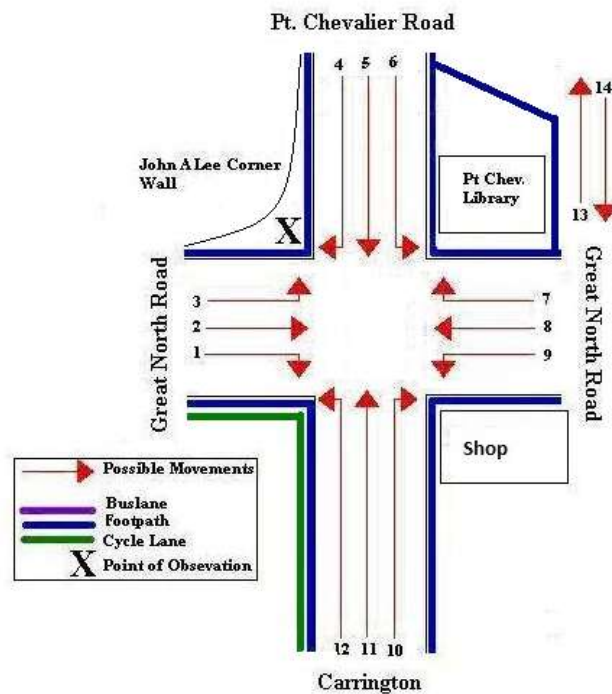 Pt. Chevalier Road
4 5 6
14
John A Lee Corner
Wall
Pt Chev.
Library
X
13
3
2
1
7
8
9
Great North Road
Great North Road
Shop
Possible Movements
Buslane
Footpath
Cycle Lane
X Point of Obsevation
12 11 10
Carrington